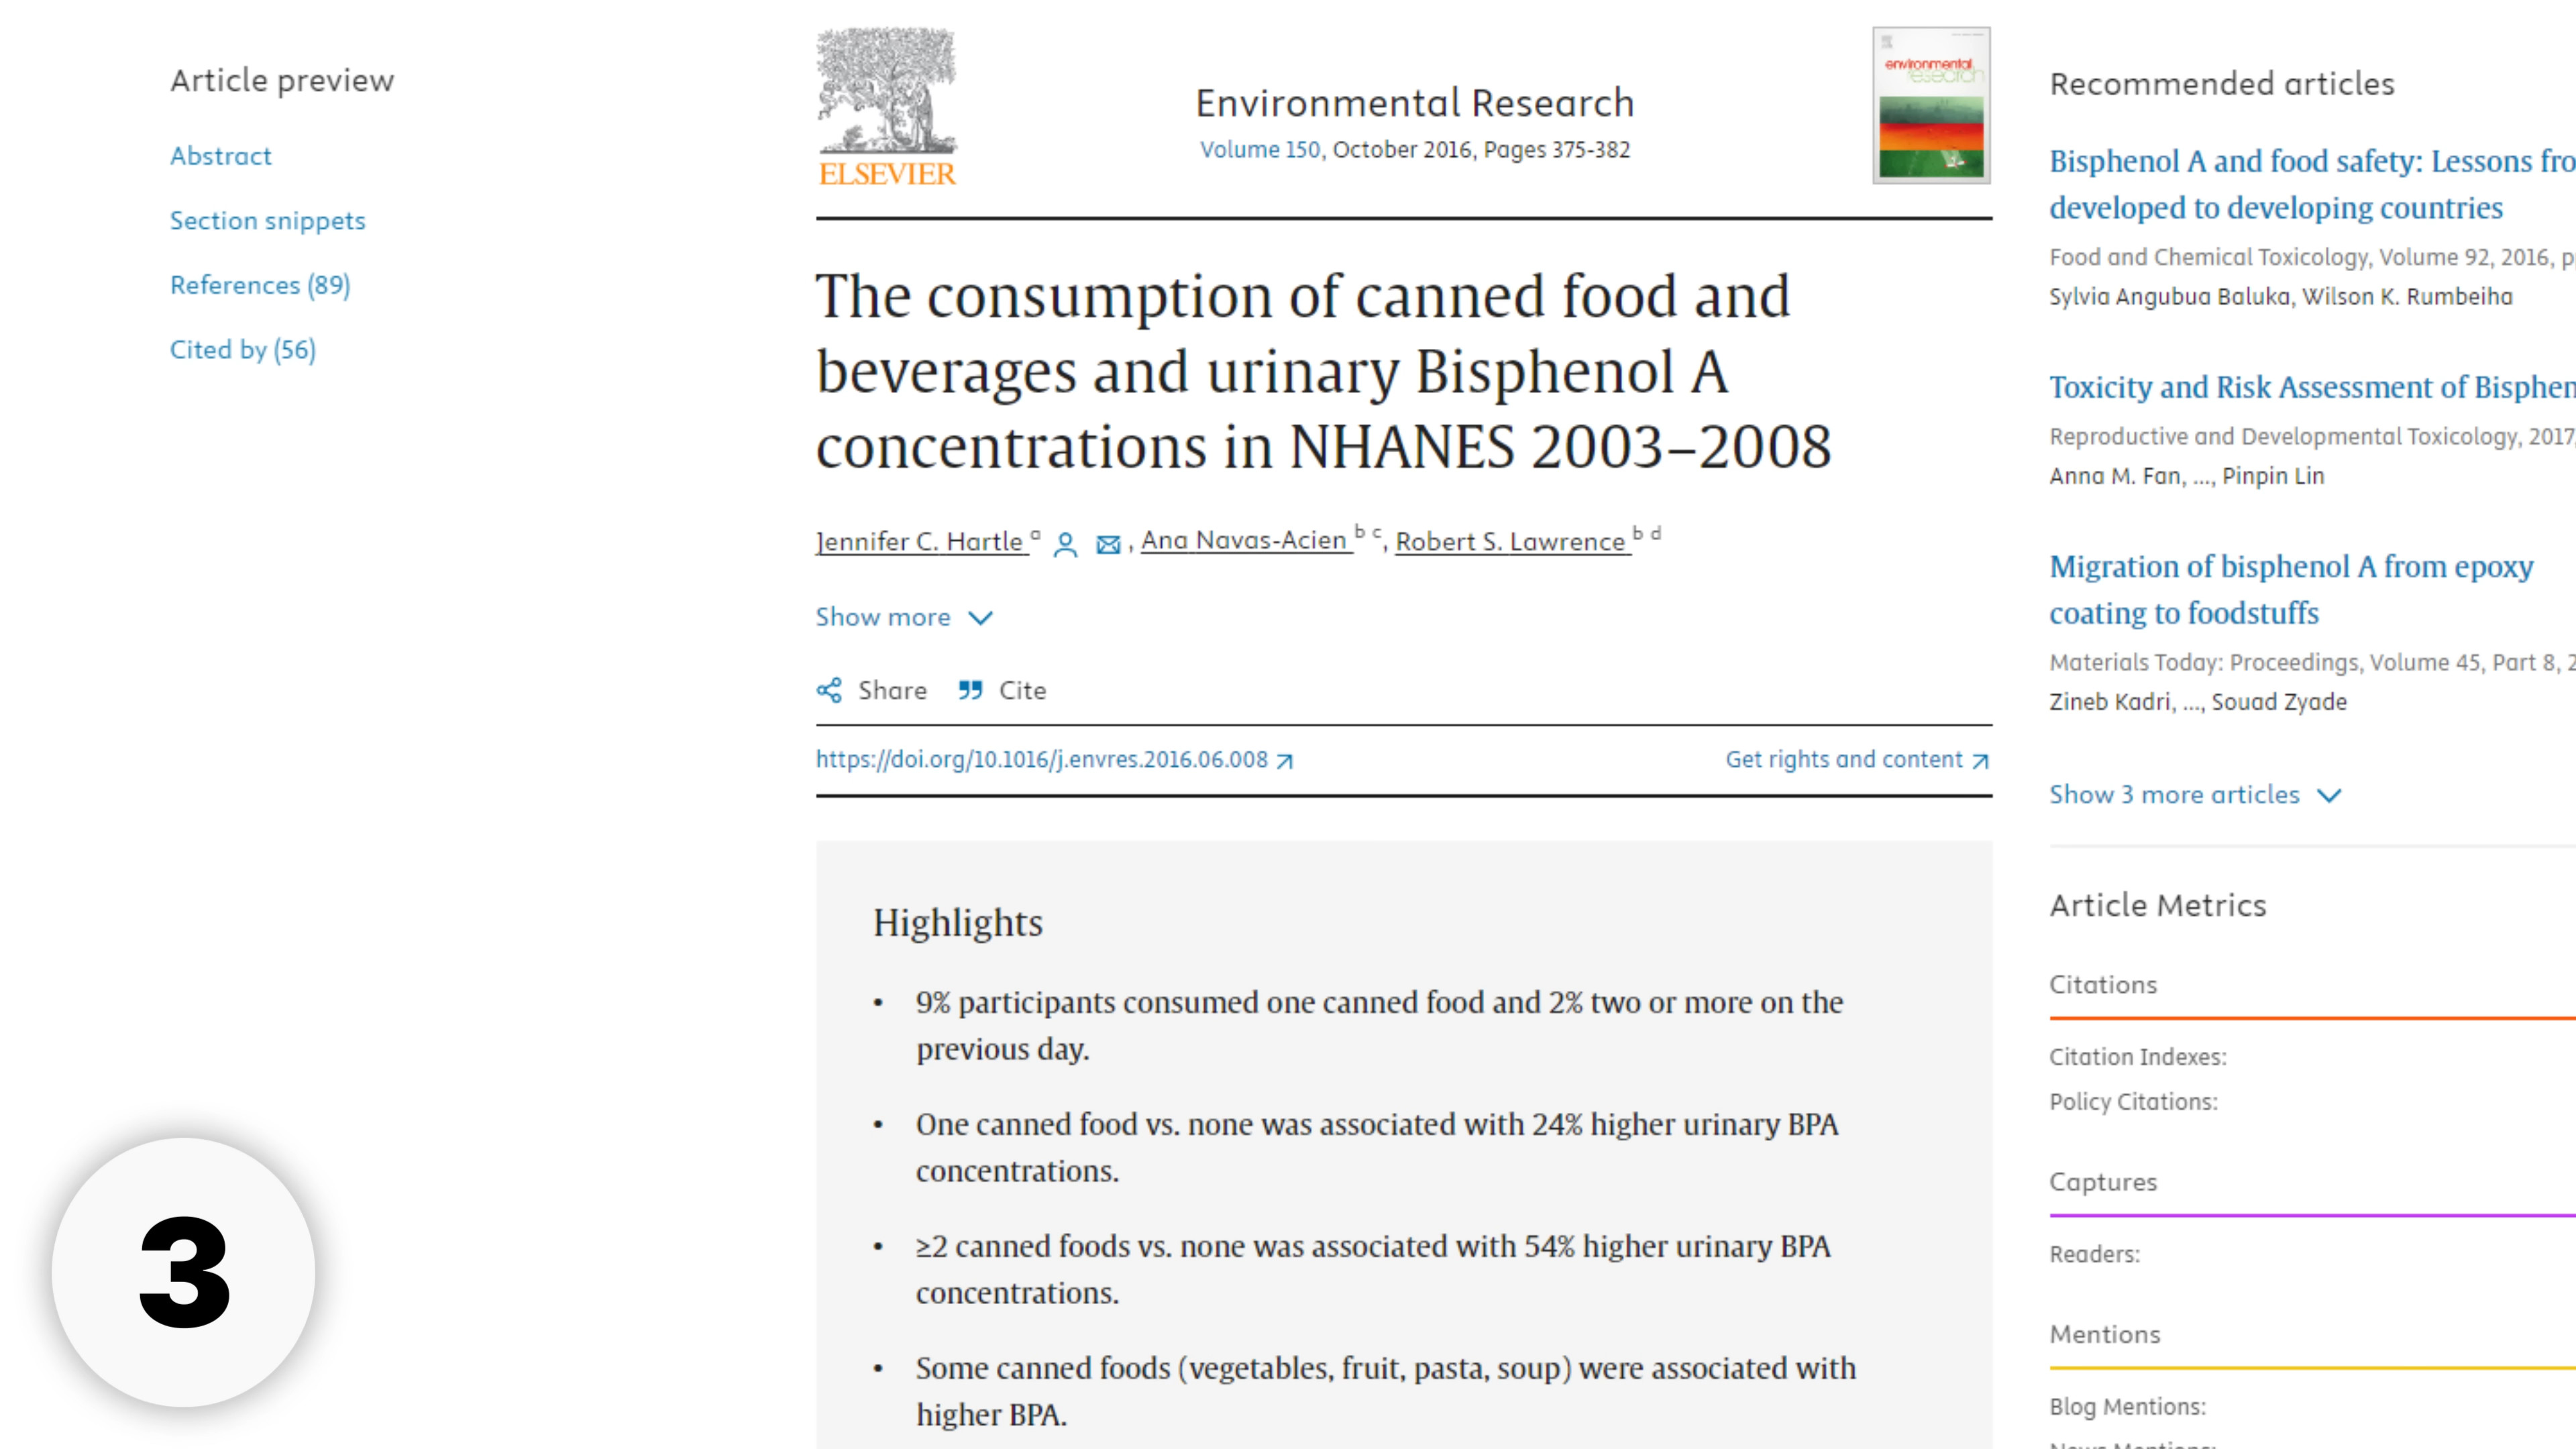 Article preview
Abstract
Section snippets
References (89)
Cited by (56)
ELSEVIER
Environmental Research
Volume 150, October 2016, Pages 375-382
environmental
research
The consumption of canned food and
beverages and urinary Bisphenol A
concentrations in NHANES 2003–2008
Jennifer C. Hartle a , Ana Navas-Acien b c, Robert S. Lawrence b d
Show more
Share Cite
https://doi.org/10.1016/j.envres.2016.06.008
Get rights and content
Highlights
• 9% participants consumed one canned food and 2% two or more on the
previous day.
• One canned food vs. none was associated with 24% higher urinary BPA
concentrations.
• ≥2 canned foods vs. none was associated with 54% higher urinary BPA
concentrations.
• Some canned foods (vegetables, fruit, pasta, soup) were associated with
higher BPA.
Recommended articles
Bisphenol A and food safety: Lessons fro
developed to developing countries
Food and Chemical Toxicology, Volume 92, 2016, p
Sylvia Angubua Baluka, Wilson K. Rumbeiha
Toxicity and Risk Assessment of Bisphen
Reproductive and Developmental Toxicology, 2017,
Anna M. Fan, ..., Pinpin Lin
Migration of bisphenol A from epoxy
coating to foodstuffs
Materials Today: Proceedings, Volume 45, Part 8, 2
Zineb Kadri, ..., Souad Zyade
Show 3 more articles
Article Metrics
Citations
Citation Indexes:
Policy Citations:
Captures
Readers:
Mentions
Blog Mentions:
News Mentions:
3